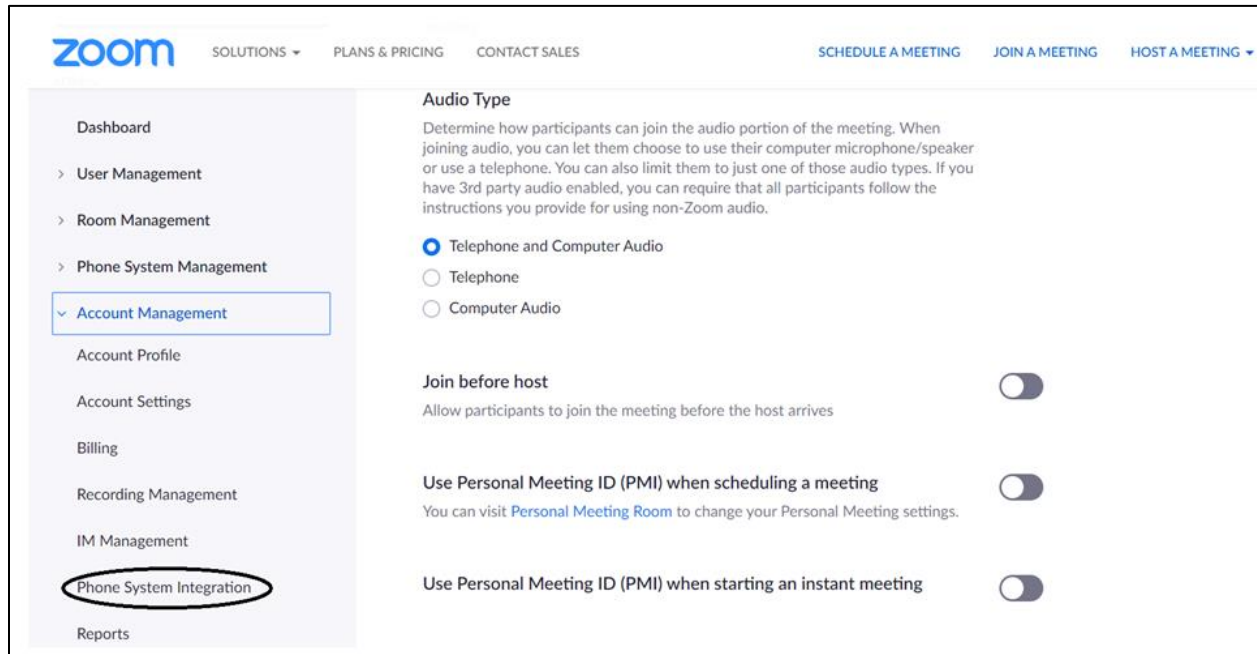 zoom SOLUTIONS PLANS & PRICING CONTACT SALES SCHEDULE A MEETING JOIN A MEETING HOST A MEETING
Dashboard
User Management
Room Management
Phone System Management
Account Management
Account Profile
Account Settings
Billing
Recording Management
IM Management
Phone System Integration
Reports
Audio Type
Determine how participants can join the audio portion of the meeting. When
joining audio, you can let them choose to use their computer microphone/speaker
or use a telephone. You can also limit them to just one of those audio types. If you
have 3rd party audio enabled, you can require that all participants follow the
instructions you provide for using non-Zoom audio.
Telephone and Computer Audio
Telephone
Computer Audio
Join before host
Allow participants to join the meeting before the host arrives
Use Personal Meeting ID (PMI) when scheduling a meeting
You can visit Personal Meeting Room to change your Personal Meeting settings.
Use Personal Meeting ID (PMI) when starting an instant meeting